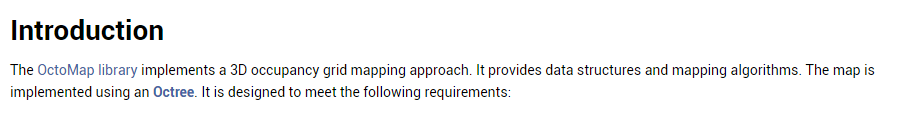 Introduction
The OctoMap library implements a 3D occupancy grid mapping approach. It provides data structures and mapping algorithms. The map is
implemented using an Octree. It is designed to meet the following requirements: